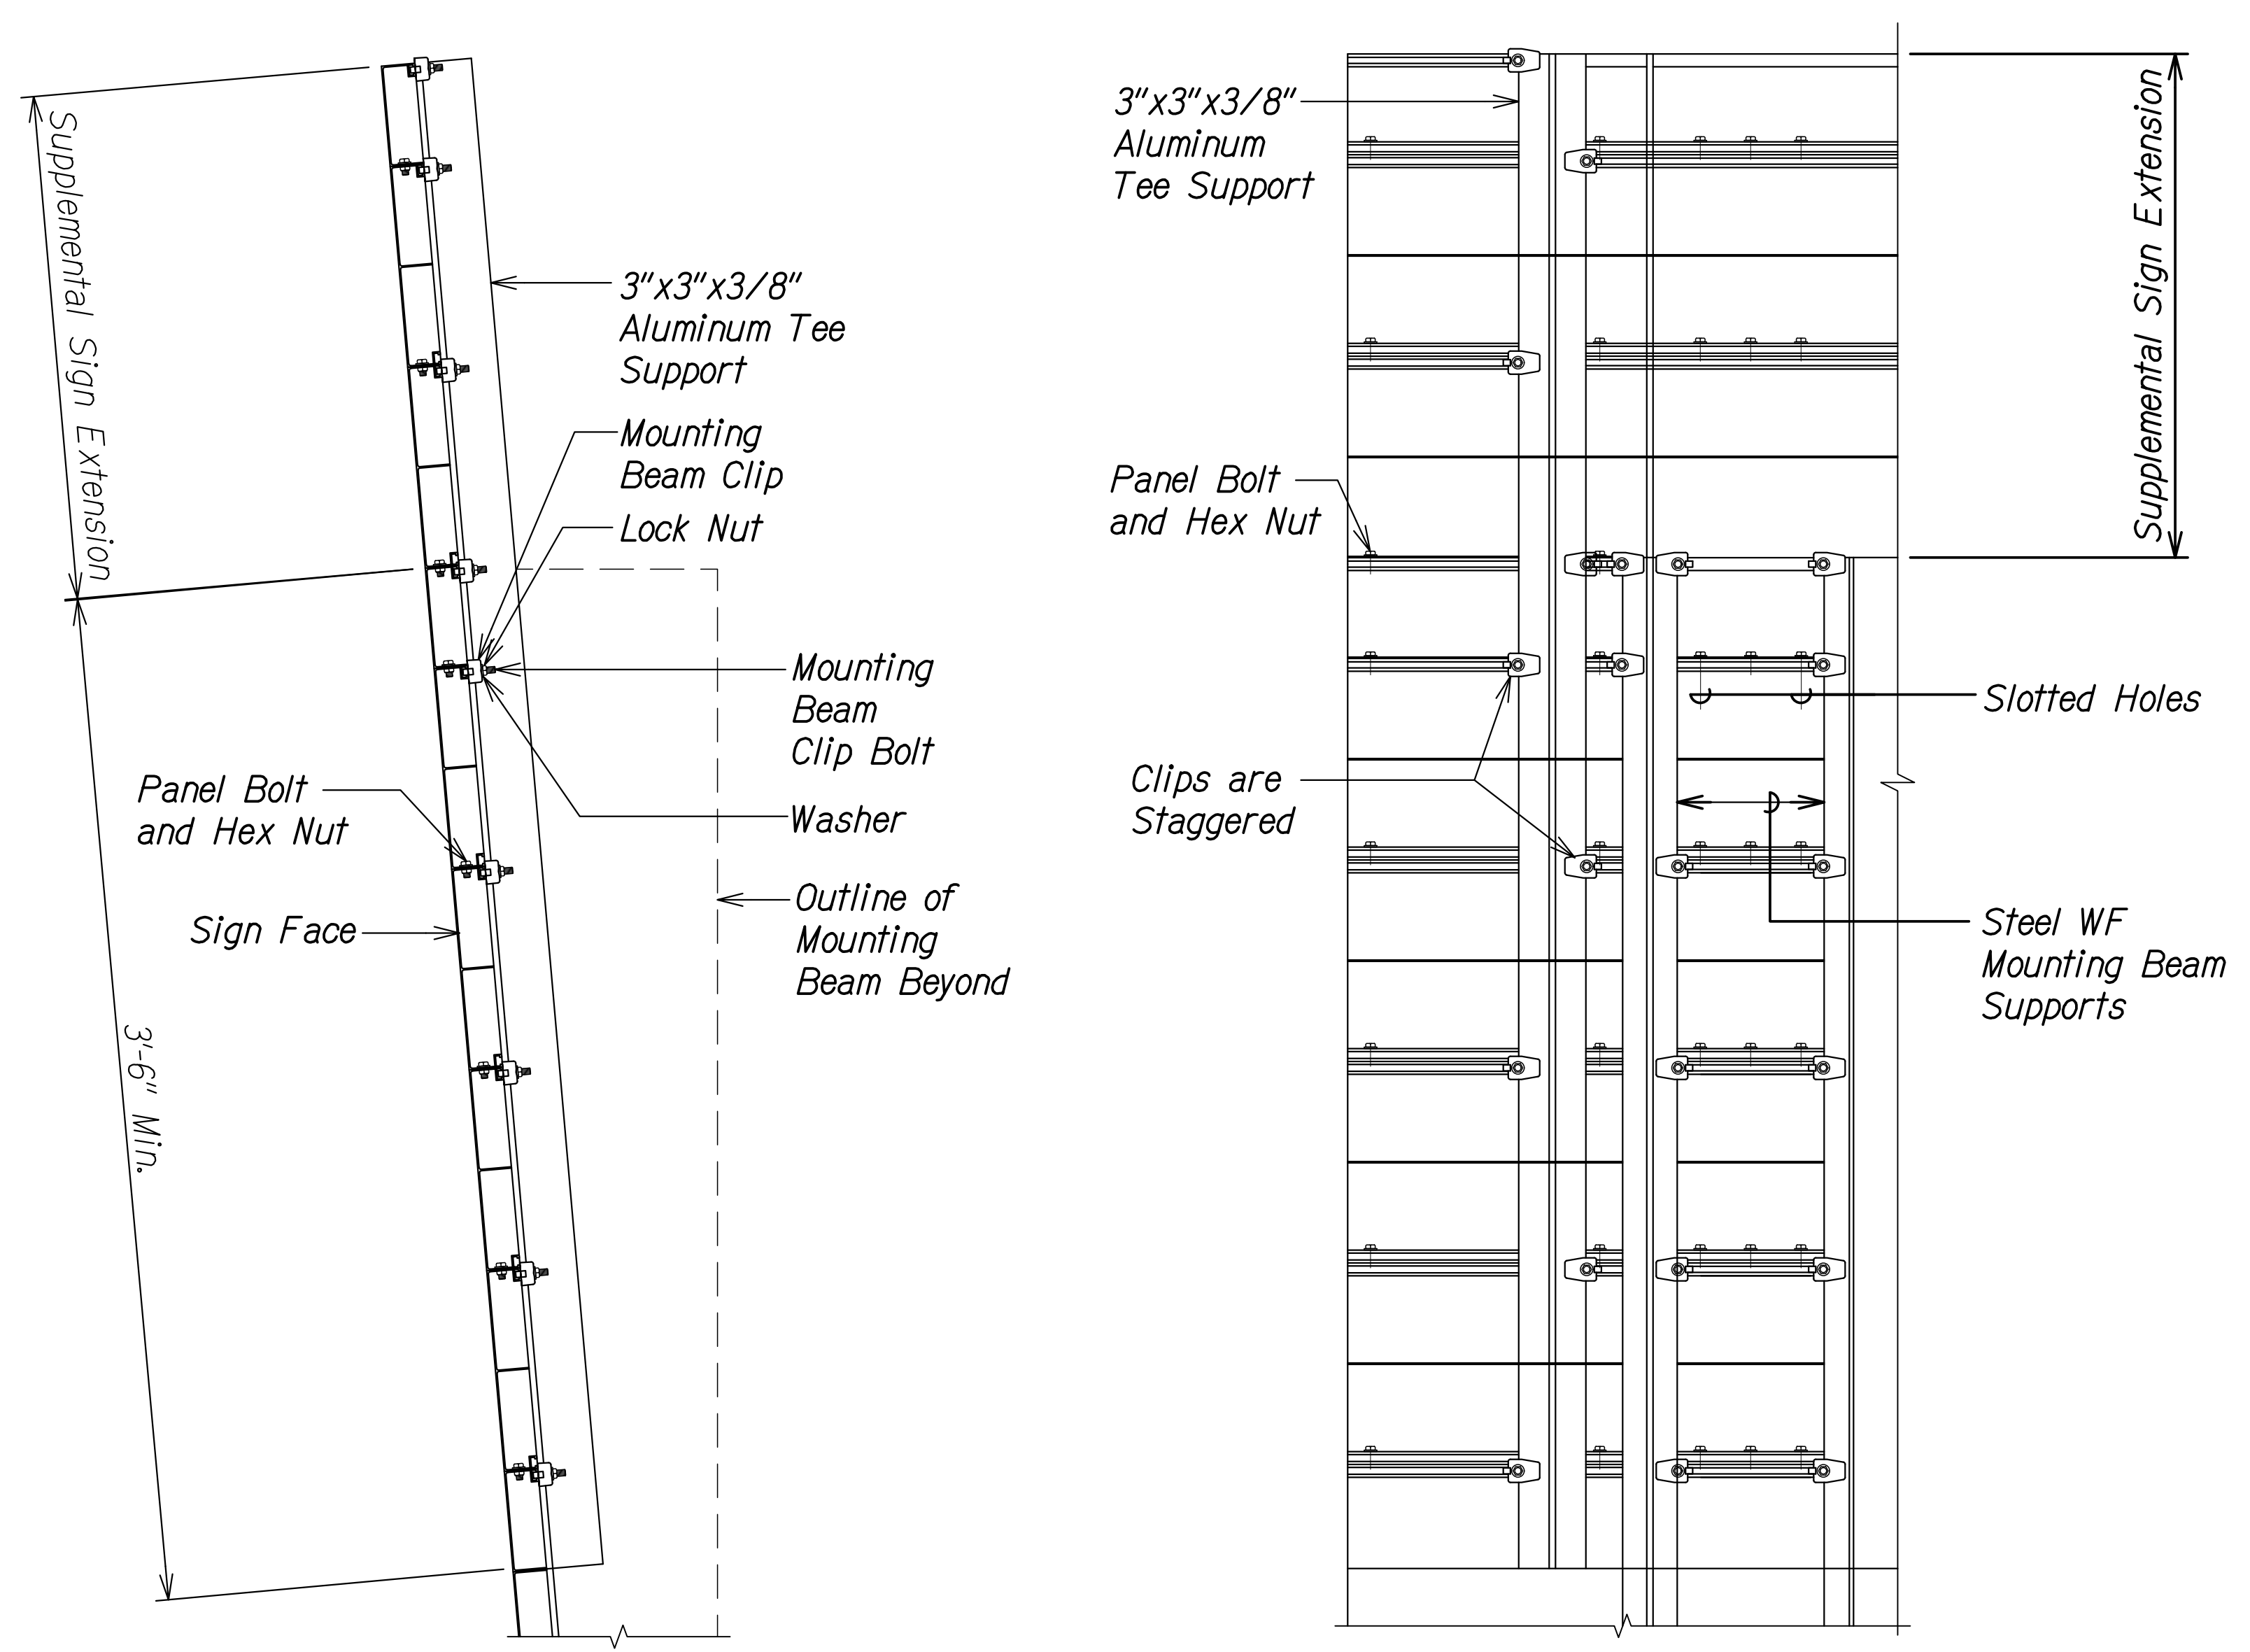 Supplemental Sign Extension
3"x3"x3/8"
Aluminum Tee
Support
Mounting
Beam Clip
Lock Nut
Mounting
Beam
Clip Bolt
Washer
Panel Bolt
and Hex Nut
Sign Face
Outline of
Mounting
Beam Beyond
3'-6" Min.
3"x3"x3/8"
Aluminum
Tee Support
Panel Bolt
and Hex Nut
Clips are
Staggered
Supplemental Sign Extension
Slotted Holes
Steel WF
Mounting Beam
Supports